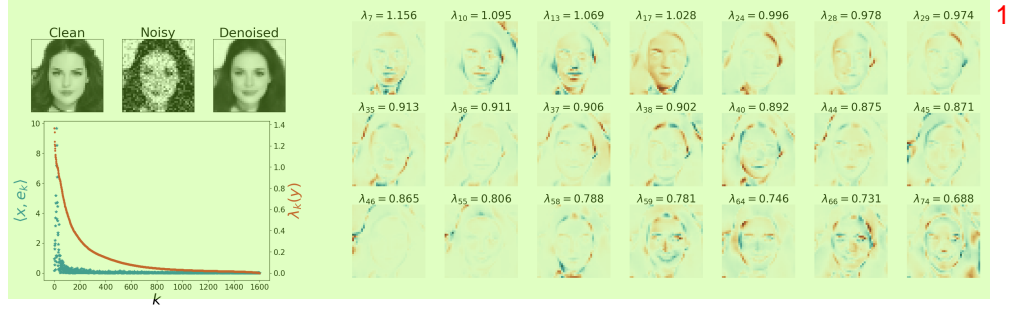 1
Clean Noisy Denoised
λ₇ = 1.156 λ₁₀ = 1.095 λ₁₃ = 1.069 λ₁₇ = 1.028 λ₂₄ = 0.996 λ₂₈ = 0.978 λ₂₉ = 0.974
λ₃₅ = 0.913 λ₃₆ = 0.911 λ₃₇ = 0.906 λ₃₈ = 0.902 λ₄₀ = 0.892 λ₄₄ = 0.875 λ₄₅ = 0.871
λ₄₆ = 0.865 λ₅₅ = 0.806 λ₅₈ = 0.788 λ₅₉ = 0.781 λ₆₄ = 0.746 λ₆₆ = 0.731 λ₇₄ = 0.688
⟨x, eₖ⟩
10
8
6
4
2
0
λₖ(y)
1.4
1.2
1.0
0.8
0.6
0.4
0.2
0.0
0 200 400 600 800 1000 1200 1400 1600
k